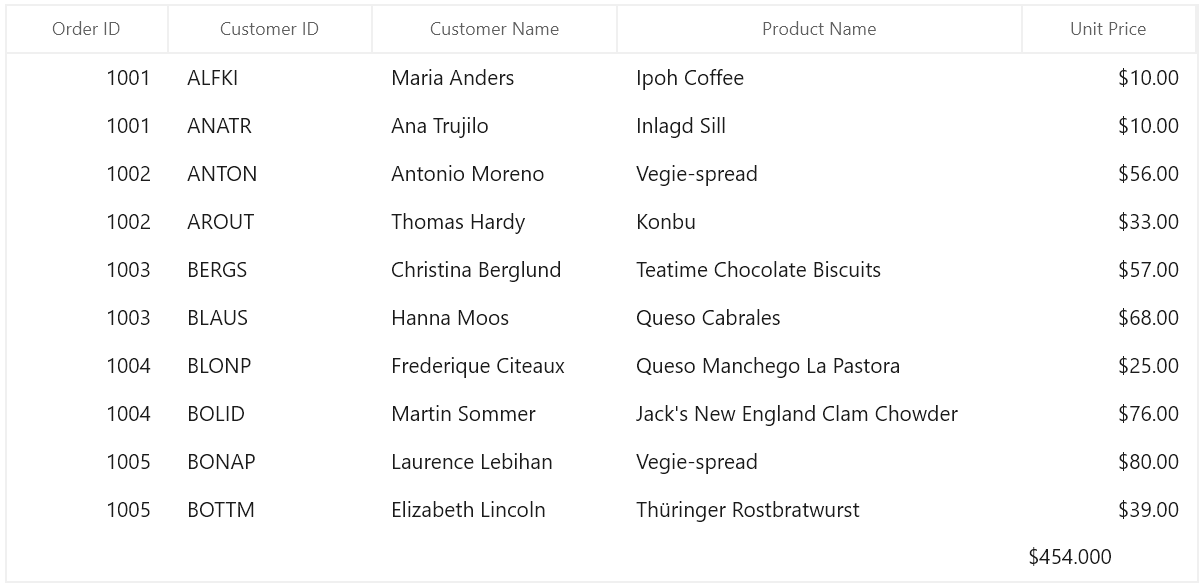 Order ID Customer ID Customer Name Product Name Unit Price
1001 ALFKI Maria Anders Ipoh Coffee $10.00
1001 ANATR Ana Trujilo Inlagd Sill $10.00
1002 ANTON Antonio Moreno Vegie-spread $56.00
1002 AROUT Thomas Hardy Konbu $33.00
1003 BERGS Christina Berglund Teatime Chocolate Biscuits $57.00
1003 BLAUS Hanna Moos Queso Cabrales $68.00
1004 BLONP Frederique Citeaux Queso Manchego La Pastora $25.00
1004 BOLID Martin Sommer Jack's New England Clam Chowder $76.00
1005 BONAP Laurence Lebihan Vegie-spread $80.00
1005 BOTTM Elizabeth Lincoln Thüringer Rostbratwurst $39.00
$454.000